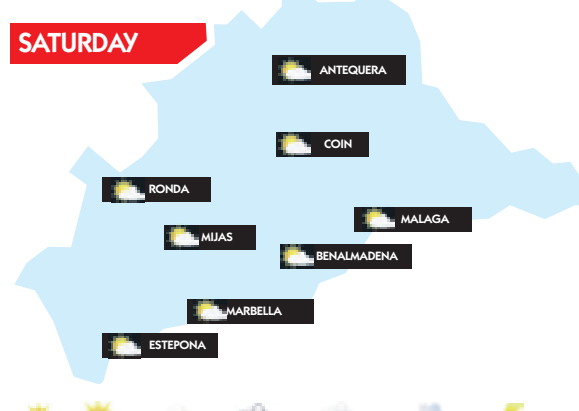 SATURDAY
ANTEQUERA
COIN
RONDA
MALAGA
MIJAS
BENALMADENA
MARBELLA
ESTEPONA